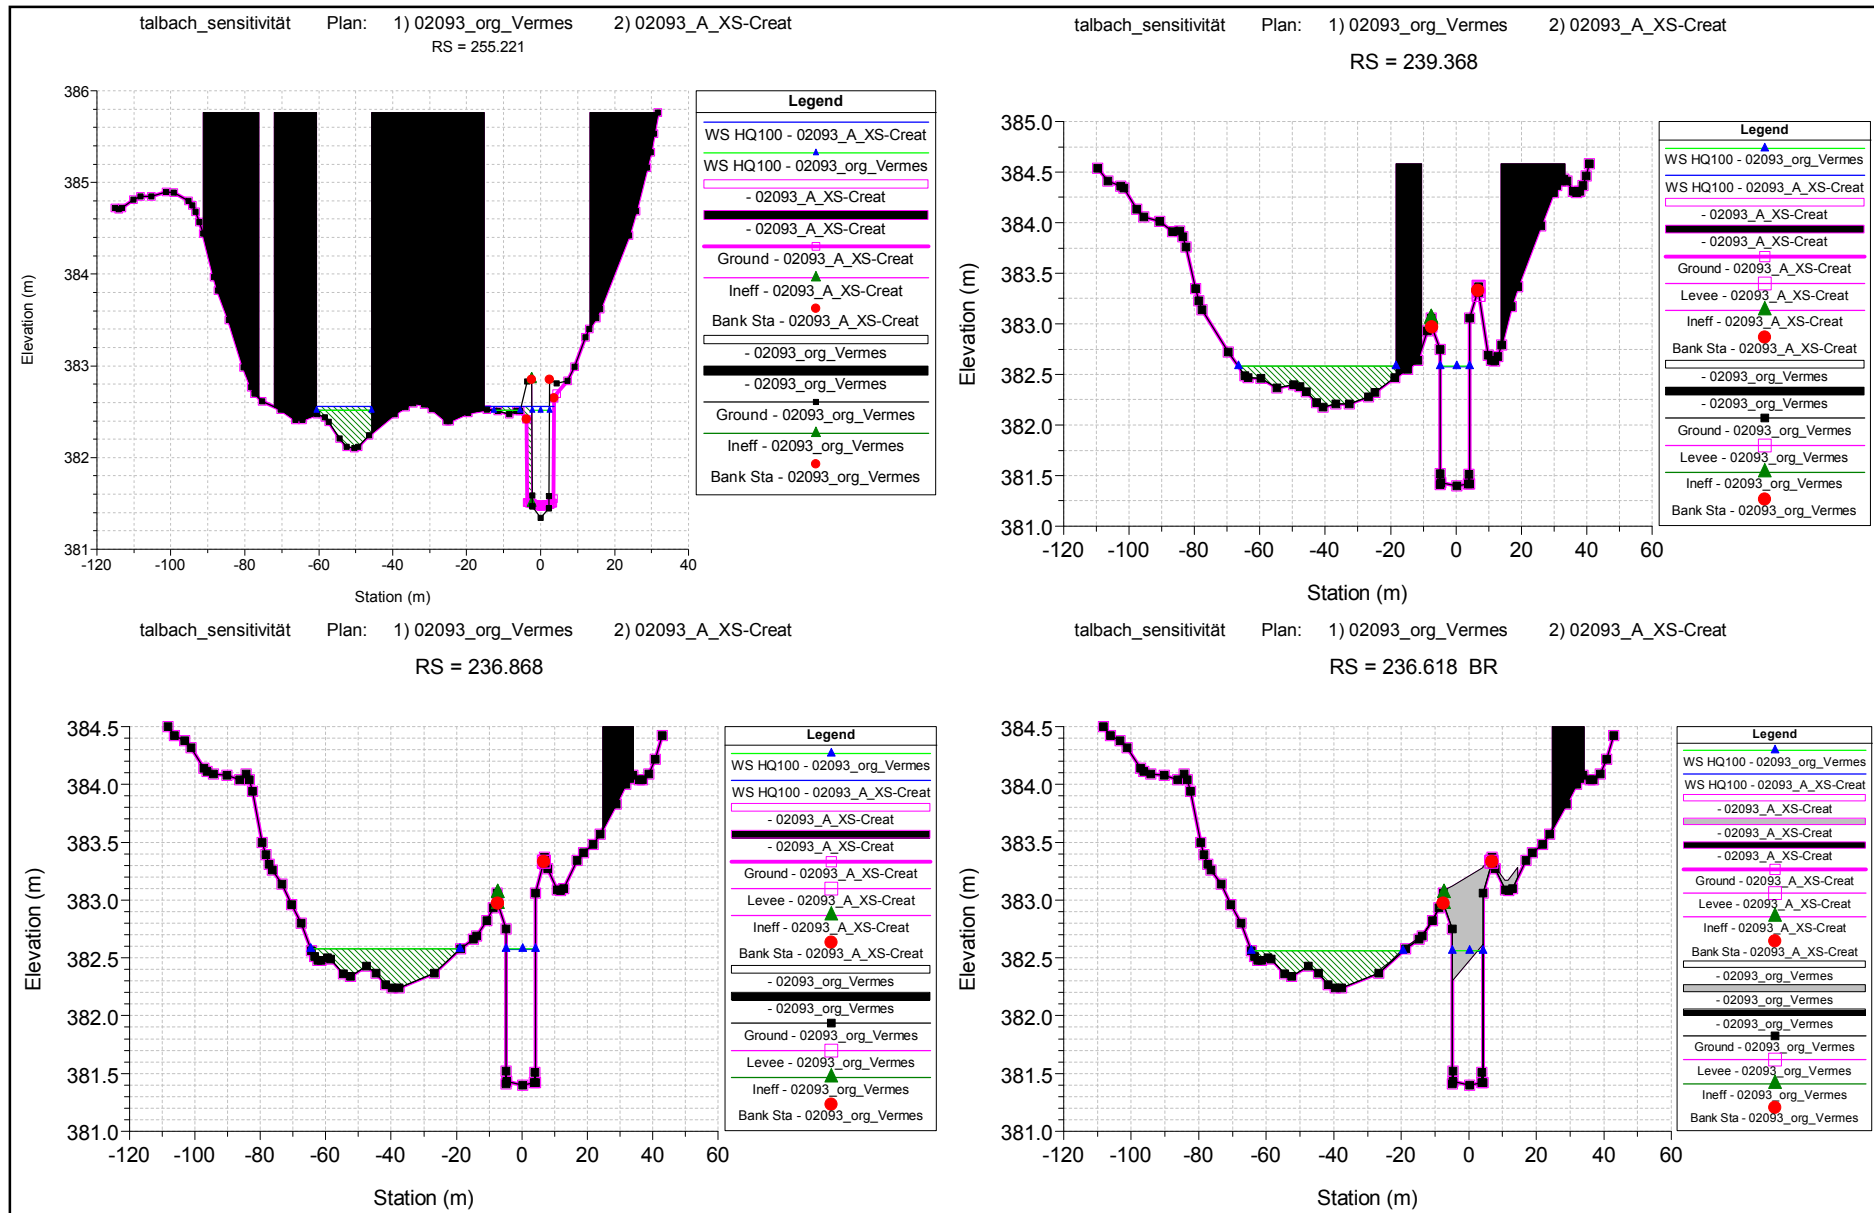 talbach_sensitivität Plan: 1) 02093_org_Vermes 2) 02093_A_XS-Creat
RS = 255.221
Elevation (m)
386
385
384
383
382
381
-120 -100 -80 -60 -40 -20 0 20 40
Station (m)
Legend
WS HQ100 - 02093_A_XS-Creat
WS HQ100 - 02093_org_Vermes
- 02093_A_XS-Creat
- 02093_A_XS-Creat
Ground - 02093_A_XS-Creat
Ineff - 02093_A_XS-Creat
Bank Sta - 02093_A_XS-Creat
- 02093_org_Vermes
- 02093_org_Vermes
Ground - 02093_org_Vermes
Ineff - 02093_org_Vermes
Bank Sta - 02093_org_Vermes
talbach_sensitivität Plan: 1) 02093_org_Vermes 2) 02093_A_XS-Creat
RS = 239.368
Elevation (m)
385.0
384.5
384.0
383.5
383.0
382.5
382.0
381.5
381.0
-120 -100 -80 -60 -40 -20 0 20 40 60
Station (m)
Legend
WS HQ100 - 02093_org_Vermes
WS HQ100 - 02093_A_XS-Creat
- 02093_A_XS-Creat
- 02093_A_XS-Creat
Ground - 02093_A_XS-Creat
Levee - 02093_A_XS-Creat
Ineff - 02093_A_XS-Creat
Bank Sta - 02093_A_XS-Creat
- 02093_org_Vermes
- 02093_org_Vermes
Ground - 02093_org_Vermes
Levee - 02093_org_Vermes
Ineff - 02093_org_Vermes
Bank Sta - 02093_org_Vermes
talbach_sensitivität Plan: 1) 02093_org_Vermes 2) 02093_A_XS-Creat
RS = 236.868
Elevation (m)
384.5
384.0
383.5
383.0
382.5
382.0
381.5
381.0
-120 -100 -80 -60 -40 -20 0 20 40 60
Station (m)
Legend
WS HQ100 - 02093_org_Vermes
WS HQ100 - 02093_A_XS-Creat
- 02093_A_XS-Creat
- 02093_A_XS-Creat
Ground - 02093_A_XS-Creat
Levee - 02093_A_XS-Creat
Ineff - 02093_A_XS-Creat
Bank Sta - 02093_A_XS-Creat
- 02093_org_Vermes
- 02093_org_Vermes
Ground - 02093_org_Vermes
Levee - 02093_org_Vermes
Ineff - 02093_org_Vermes
Bank Sta - 02093_org_Vermes
talbach_sensitivität Plan: 1) 02093_org_Vermes 2) 02093_A_XS-Creat
RS = 236.618 BR
Elevation (m)
384.5
384.0
383.5
383.0
382.5
382.0
381.5
381.0
-120 -100 -80 -60 -40 -20 0 20 40 60
Station (m)
Legend
WS HQ100 - 02093_org_Vermes
WS HQ100 - 02093_A_XS-Creat
- 02093_A_XS-Creat
- 02093_A_XS-Creat
- 02093_A_XS-Creat
Ground - 02093_A_XS-Creat
Levee - 02093_A_XS-Creat
Ineff - 02093_A_XS-Creat
Bank Sta - 02093_A_XS-Creat
- 02093_org_Vermes
- 02093_org_Vermes
- 02093_org_Vermes
Ground - 02093_org_Vermes
Levee - 02093_org_Vermes
Ineff - 02093_org_Vermes
Bank Sta - 02093_org_Vermes